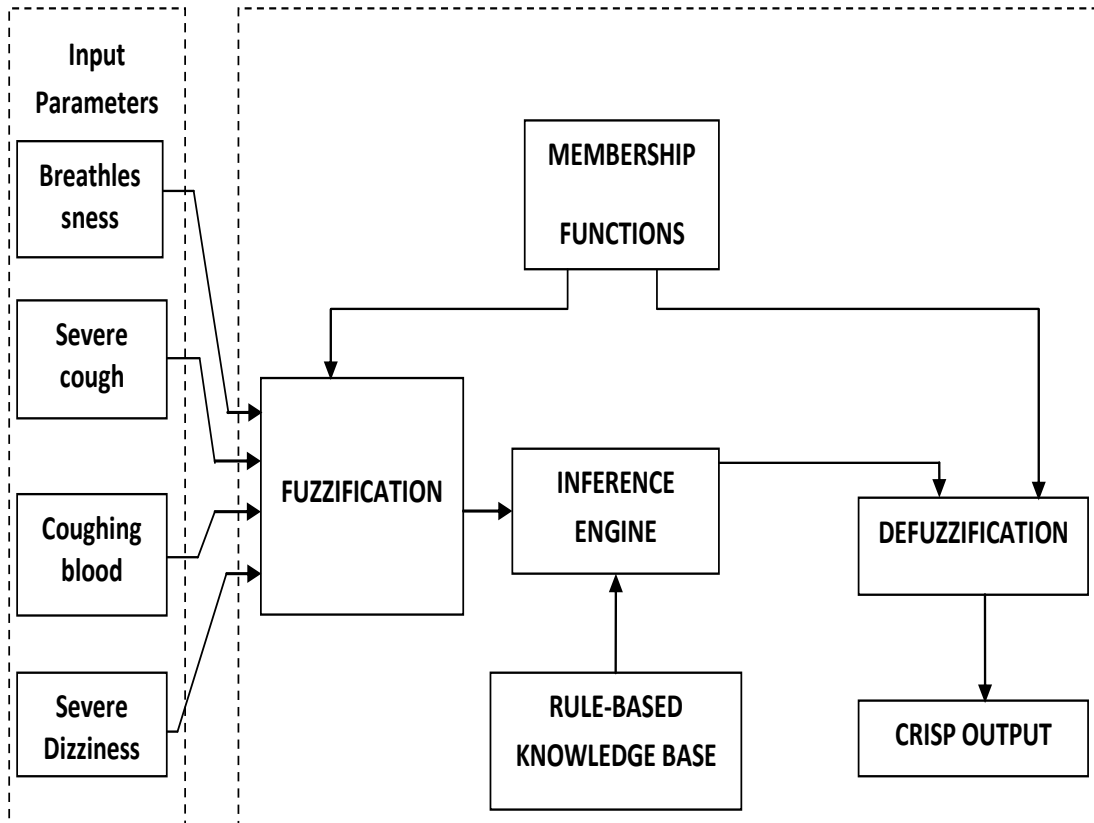 Input
Parameters
Breathles
sness
Severe
cough
Coughing
blood
Severe
Dizziness
MEMBERSHIP
FUNCTIONS
FUZZIFICATION
INFERENCE
ENGINE
DEFUZZIFICATION
RULE-BASED
KNOWLEDGE BASE
CRISP OUTPUT